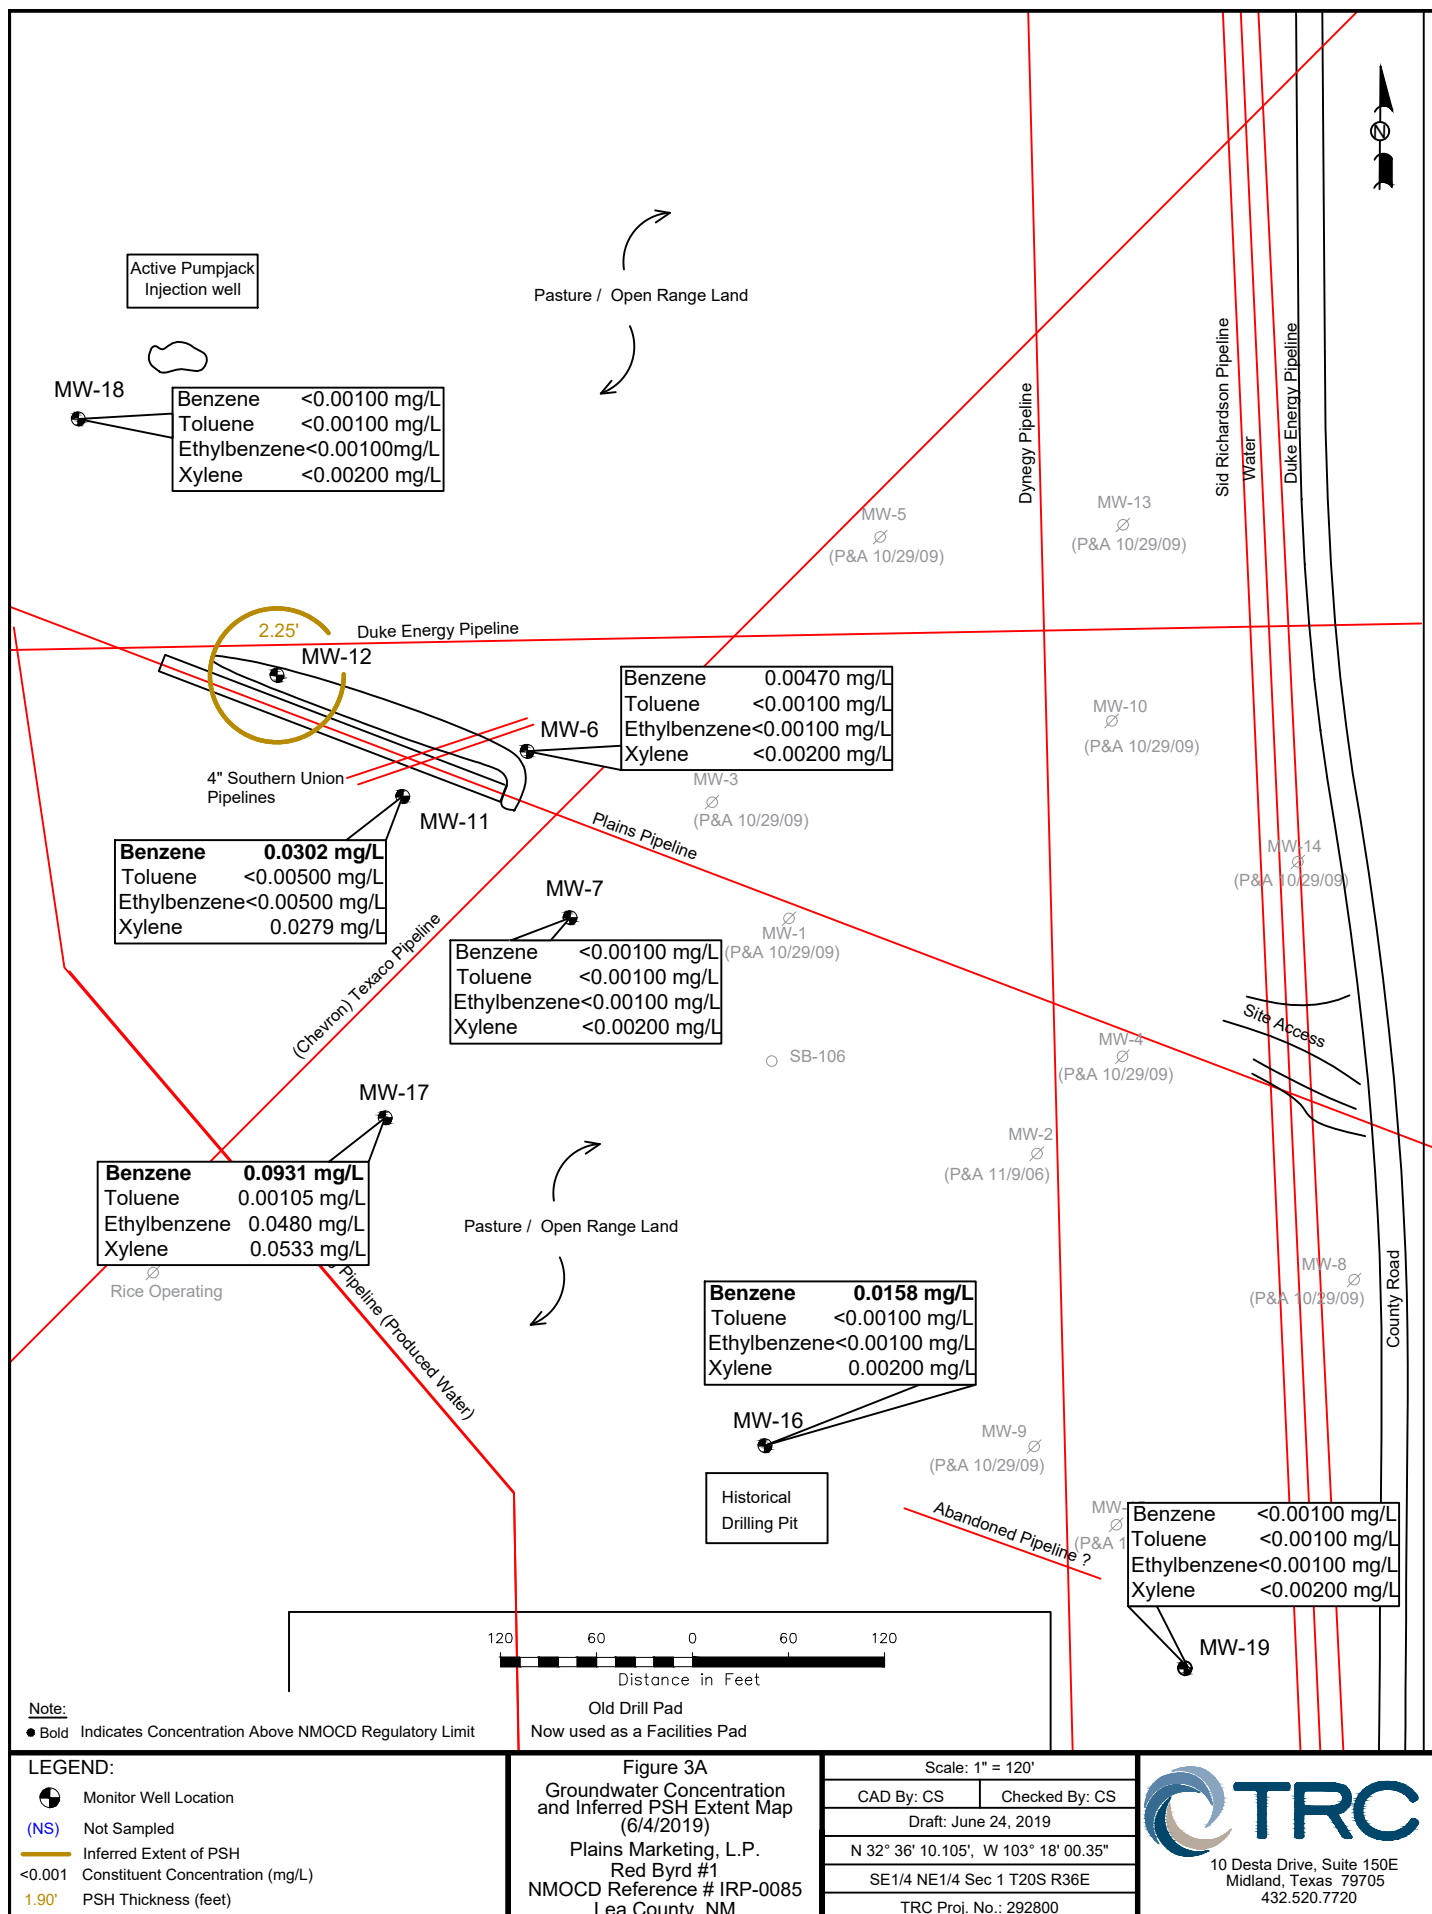 N
Active Pumpjack
Injection well
Pasture / Open Range Land
Sid Richardson Pipeline
Water
Duke Energy Pipeline
Dynegy Pipeline
MW-18
Benzene <0.00100 mg/L
Toluene <0.00100 mg/L
Ethylbenzene<0.00100mg/L
Xylene <0.00200 mg/L
MW-5
(P&A 10/29/09)
MW-13
(P&A 10/29/09)
2.25'
Duke Energy Pipeline
MW-12
Benzene 0.00470 mg/L
Toluene <0.00100 mg/L
Ethylbenzene<0.00100 mg/L
Xylene <0.00200 mg/L
MW-6
MW-10
(P&A 10/29/09)
4" Southern Union
Pipelines
MW-3
(P&A 10/29/09)
MW-11
Plains Pipeline
Benzene 0.0302 mg/L
Toluene <0.00500 mg/L
Ethylbenzene<0.00500 mg/L
Xylene 0.0279 mg/L
MW-14
(P&A 10/29/09)
MW-7
MW-1
(P&A 10/29/09)
Benzene <0.00100 mg/L
Toluene <0.00100 mg/L
Ethylbenzene<0.00100 mg/L
Xylene <0.00200 mg/L
(Chevron) Texaco Pipeline
Site Access
SB-106
MW-4
(P&A 10/29/09)
MW-17
MW-2
(P&A 11/9/06)
Benzene 0.0931 mg/L
Toluene 0.00105 mg/L
Ethylbenzene 0.0480 mg/L
Xylene 0.0533 mg/L
Pasture / Open Range Land
Rice Operating
Pipeline (Produced Water)
MW-8
(P&A 10/29/09)
County Road
Benzene 0.0158 mg/L
Toluene <0.00100 mg/L
Ethylbenzene<0.00100 mg/L
Xylene 0.00200 mg/L
MW-16
MW-9
(P&A 10/29/09)
Historical
Drilling Pit
Abandoned Pipeline ?
MW-
(P&A 1
Benzene <0.00100 mg/L
Toluene <0.00100 mg/L
Ethylbenzene<0.00100 mg/L
Xylene <0.00200 mg/L
MW-19
120 60 0 60 120
Distance in Feet
Old Drill Pad
Now used as a Facilities Pad
Note:
Bold Indicates Concentration Above NMOCD Regulatory Limit
LEGEND:
Monitor Well Location
(NS) Not Sampled
Inferred Extent of PSH
<0.001 Constituent Concentration (mg/L)
1.90' PSH Thickness (feet)
Figure 3A
Groundwater Concentration
and Inferred PSH Extent Map
(6/4/2019)
Plains Marketing, L.P.
Red Byrd #1
NMOCD Reference # IRP-0085
Lea County, NM
Scale: 1" = 120'
CAD By: CS Checked By: CS
Draft: June 24, 2019
N 32° 36' 10.105', W 103° 18' 00.35"
SE1/4 NE1/4 Sec 1 T20S R36E
TRC Proj. No.: 292800
TRC
10 Desta Drive, Suite 150E
Midland, Texas 79705
432.520.7720